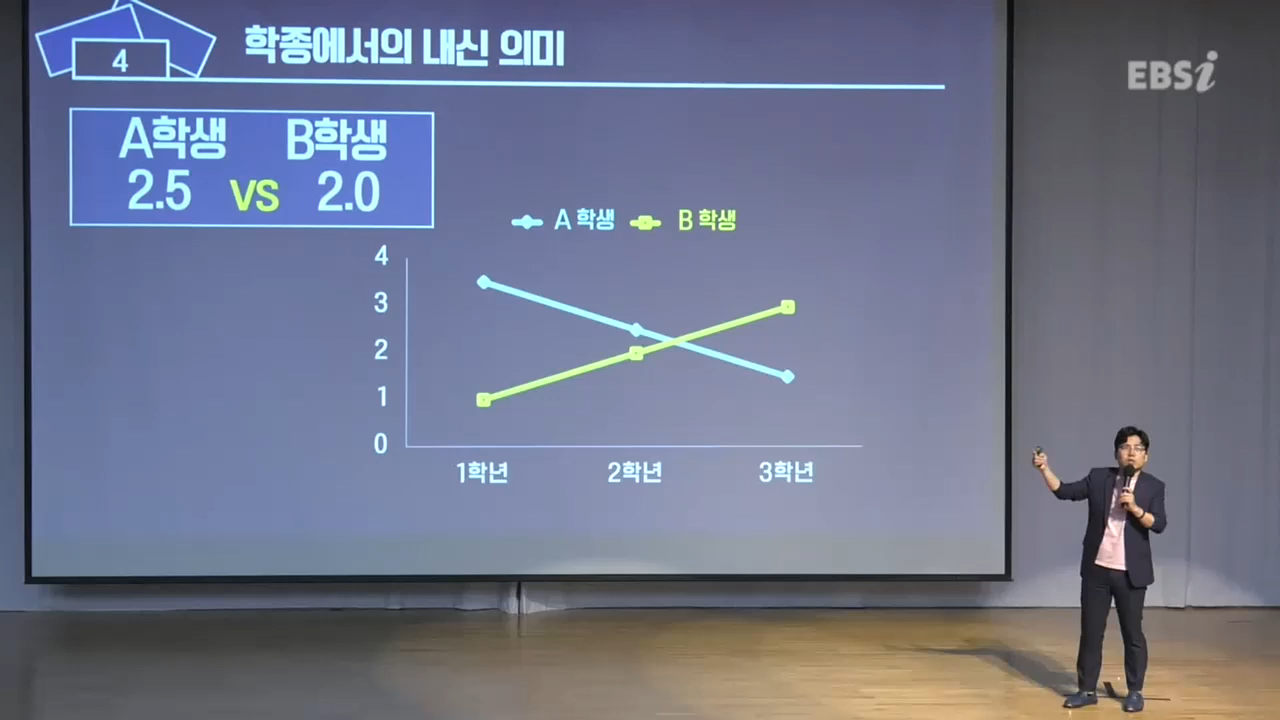 4
학종에서의 내신 의미
EBSi
A학생 B학생
2.5 VS 2.0
A 학생 B 학생
4
3
2
1
0
1학년 2학년 3학년